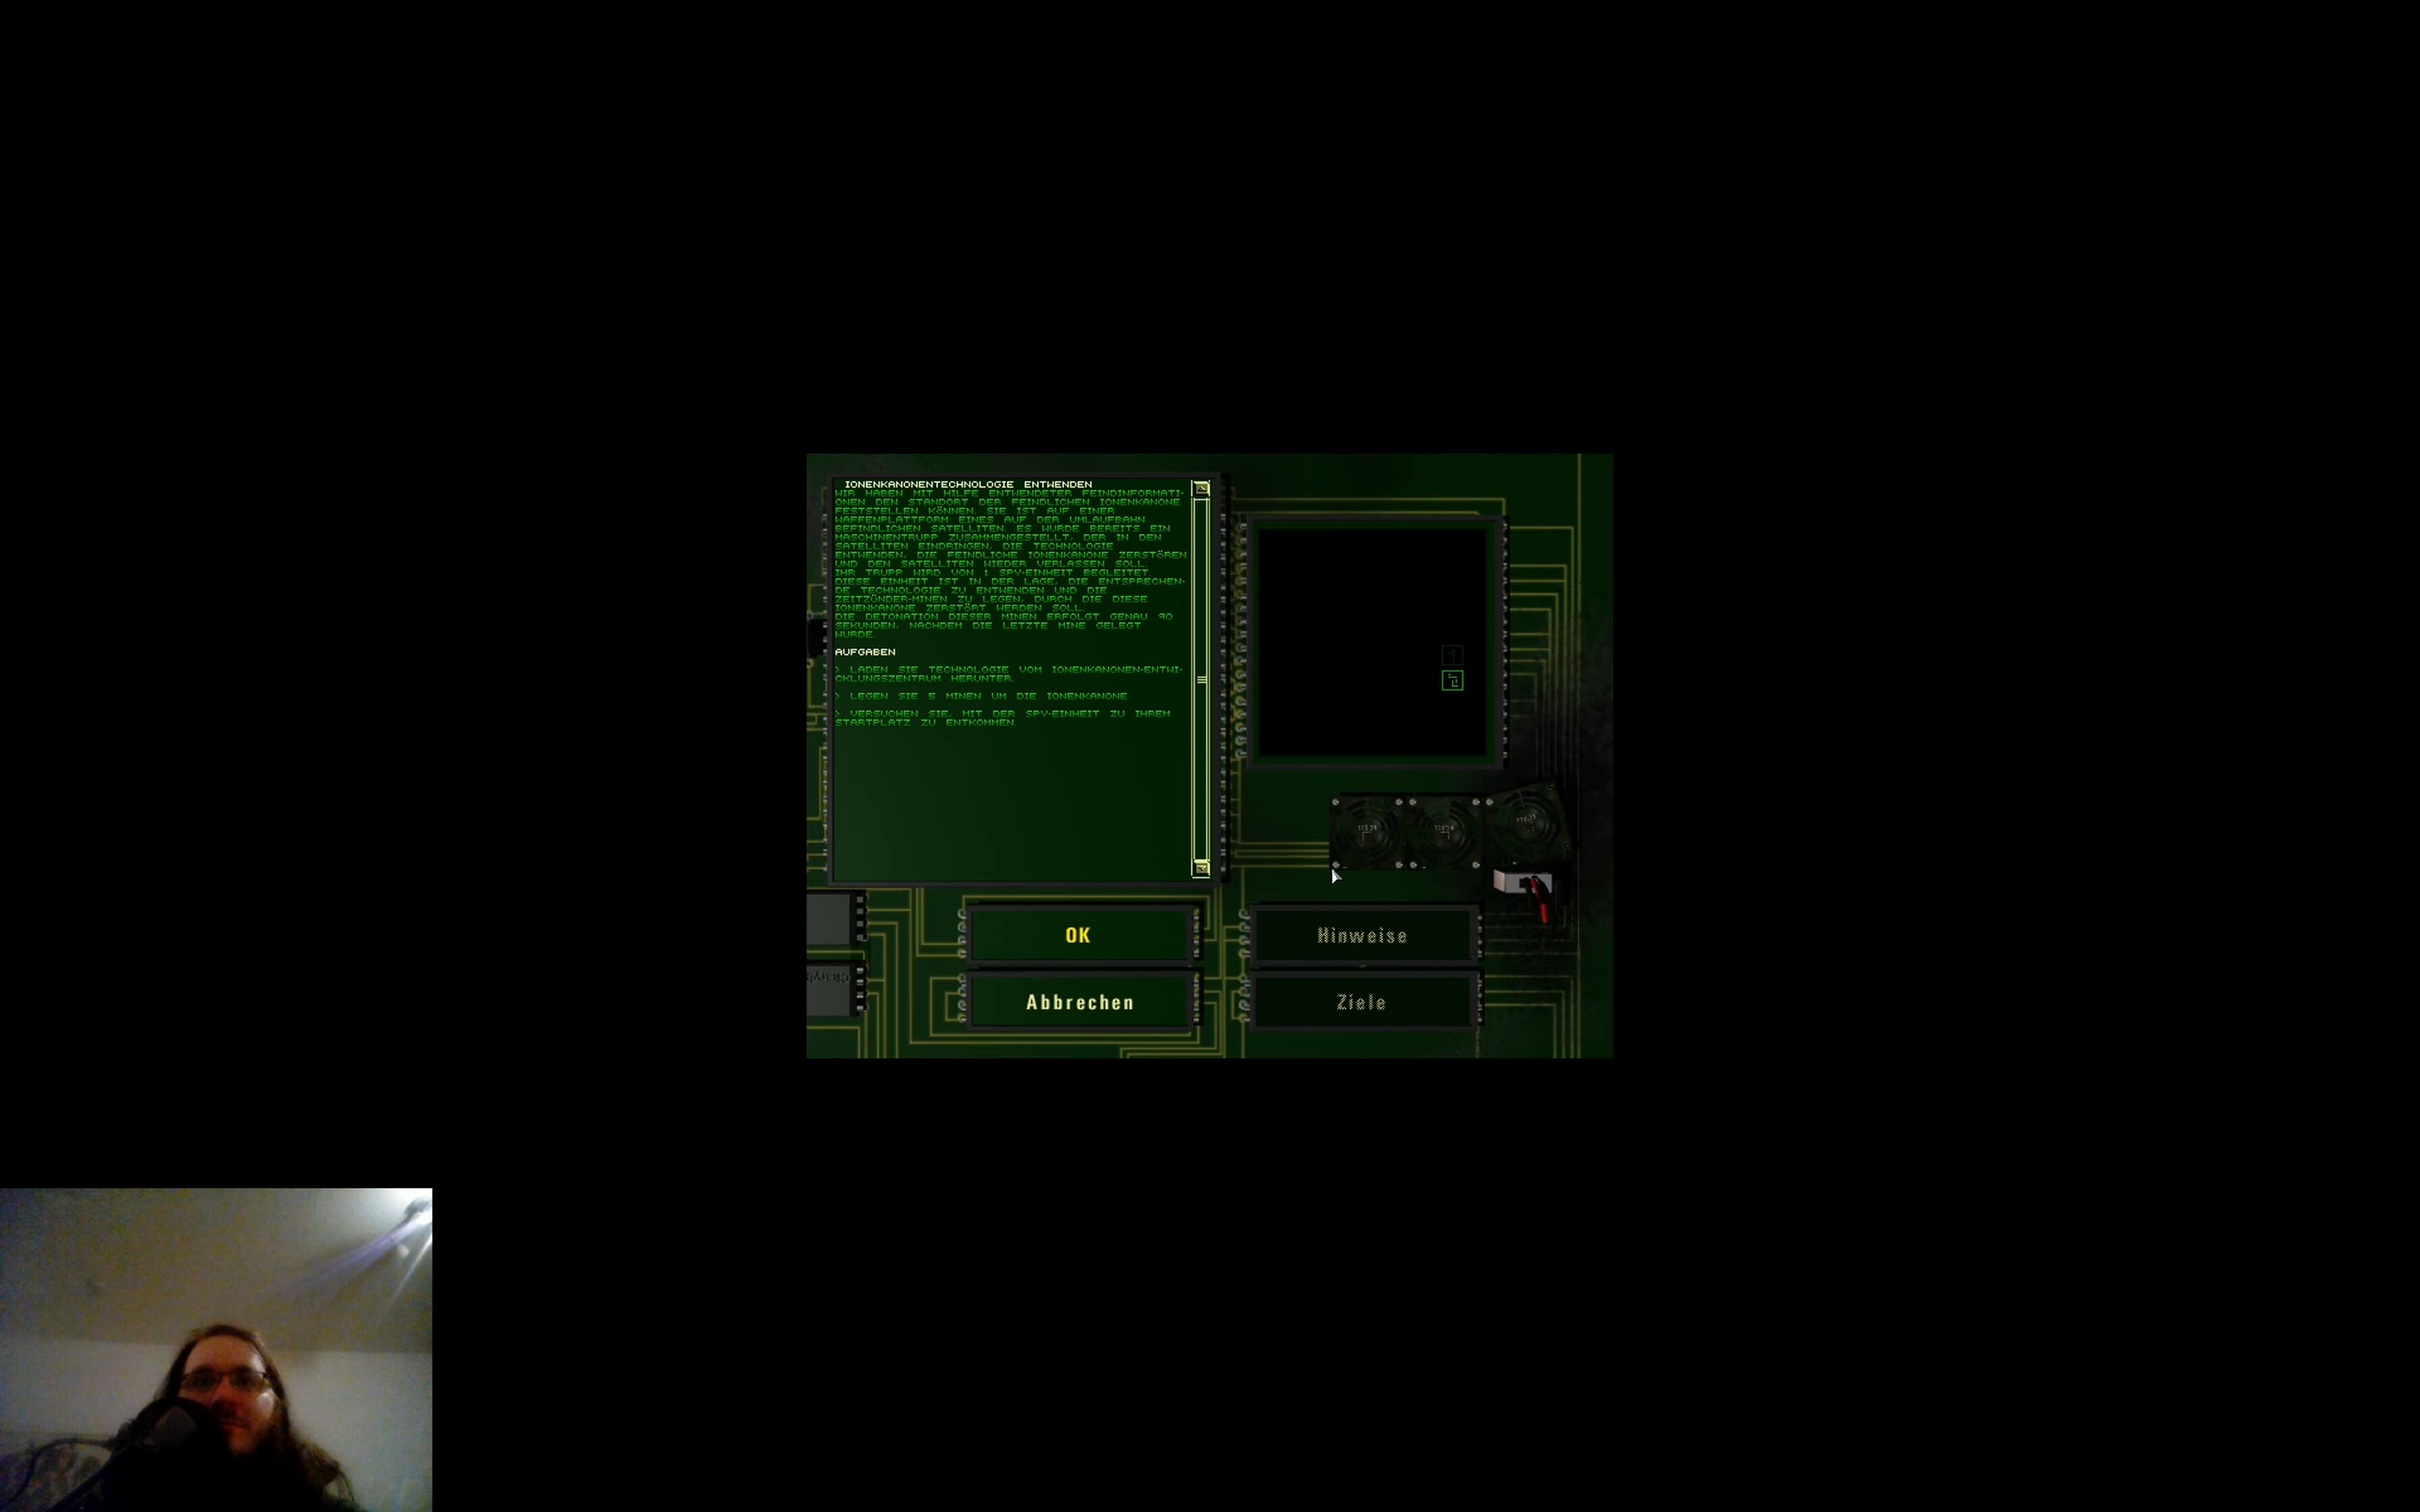 IONENKANONENTECHNOLOGIE ENTWENDEN
WIR HABEN MIT HILFE ENTWENDETER FEINDINFORMATI-
ONEN DEN STANDORT DER FEINDLICHEN IONENKANONE
FESTSTELLEN KÖNNEN. SIE IST AUF EINER
WAFFENPLATTFORM EINES AUF DER UMLAUFBAHN
BEFINDLICHEN SATELLITEN. ES WURDE BEREITS EIN
MASCHINENTRUPP ZUSAMMENGESTELLT, DER IN DEN
SATELLITEN EINDRINGEN, DIE TECHNOLOGIE
ENTWENDEN, DIE FEINDLICHE IONENKANONE ZERSTÖREN
UND DEN SATELLITEN WIEDER VERLASSEN SOLL.
IHR TRUPP WIRD VON 1 SPY-EINHEIT BEGLEITET.
DIESE EINHEIT IST IN DER LAGE, DIE ENTSPRECHEN-
DE TECHNOLOGIE ZU ENTWENDEN UND DIE
ZEITZÜNDER-MINEN ZU LEGEN, DURCH DIE DIESE
IONENKANONE ZERSTÖRT WERDEN SOLL.
DIE DETONATION DIESER MINEN ERFOLGT GENAU 90
SEKUNDEN, NACHDEM DIE LETZTE MINE GELEGT
WURDE.
AUFGABEN
> LADEN SIE TECHNOLOGIE VOM IONENKANONEN-ENTWI-
CKLUNGSZENTRUM HERUNTER.
> LEGEN SIE 5 MINEN UM DIE IONENKANONE
> VERSUCHEN SIE, MIT DER SPY-EINHEIT ZU IHREM
STARTPLATZ ZU ENTKOMMEN.
OK
Hinweise
Abbrechen
Ziele